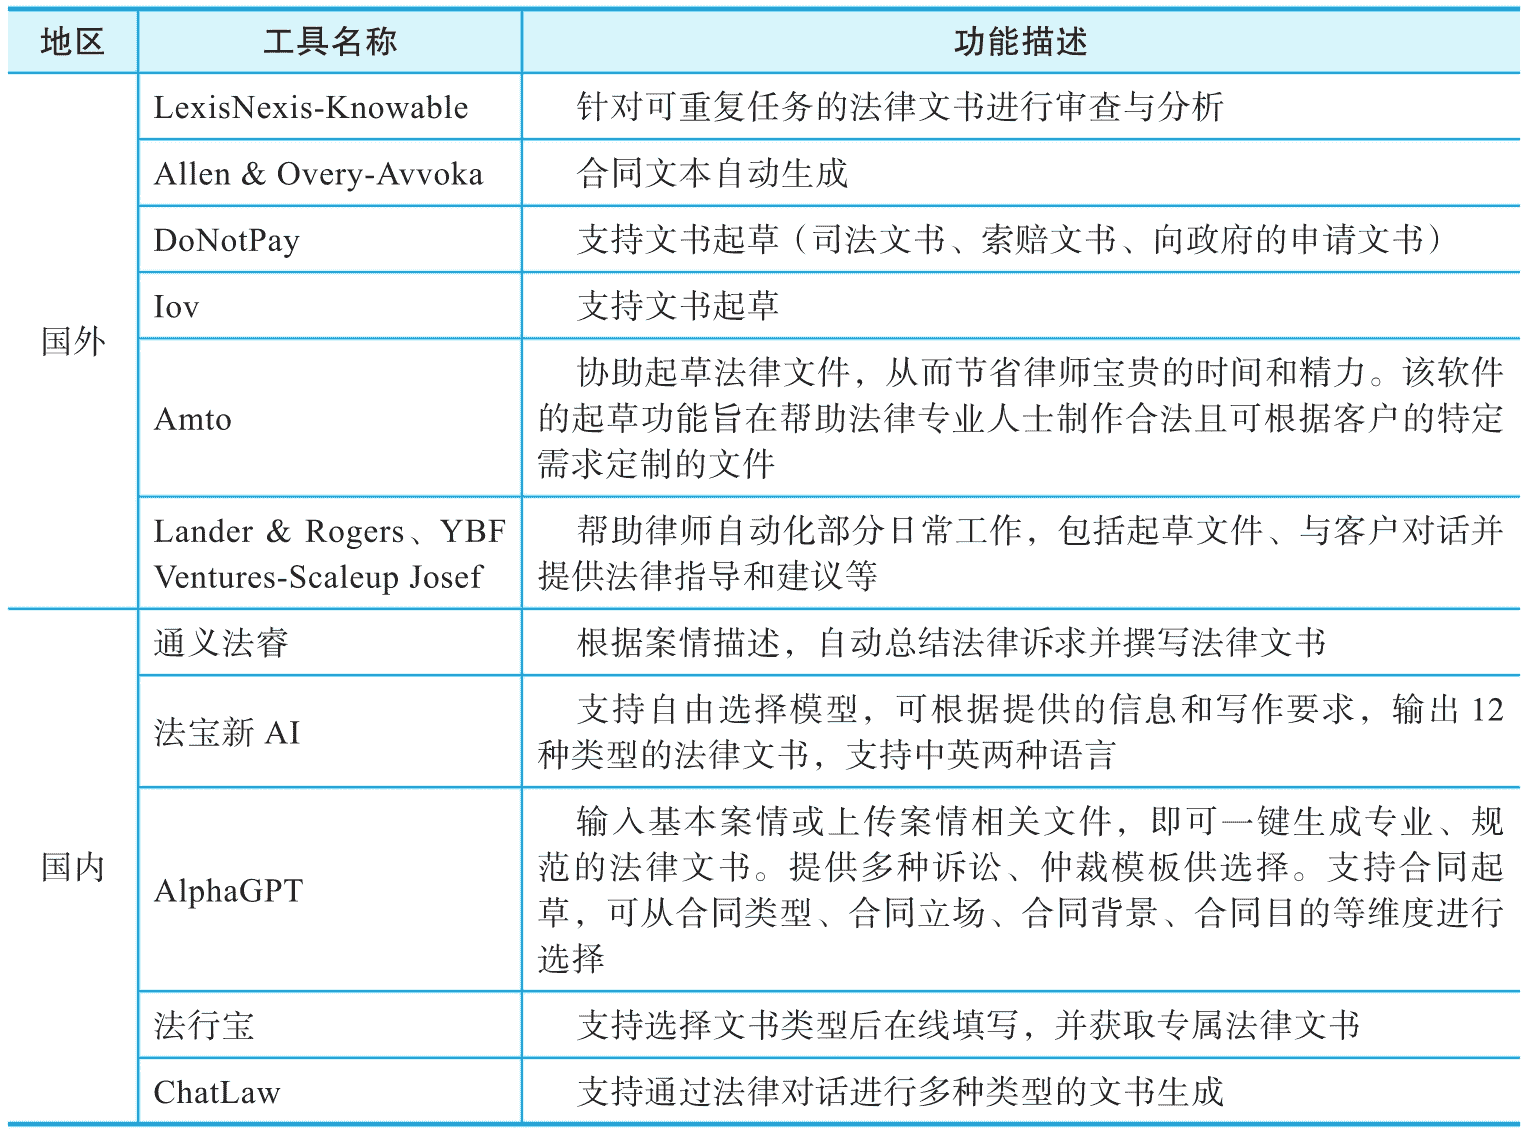 地区 工具名称 功能描述
国外
LexisNexis-Knowable 针对可重复任务的法律文书进行审查与分析
Allen & Overy-Avvoka 合同文本自动生成
DoNotPay 支持文书起草（司法文书、索赔文书、向政府的申请文书）
Iov 支持文书起草
Amto
协助起草法律文件，从而节省律师宝贵的时间和精力。该软件
的起草功能旨在帮助法律专业人士制作合法且可根据客户的特定
需求定制的文件
Lander & Rogers、YBF
Ventures-Scaleup Josef
帮助律师自动化部分日常工作，包括起草文件、与客户对话并
提供法律指导和建议等
国内
通义法睿 根据案情描述，自动总结法律诉求并撰写法律文书
法宝新 AI
支持自由选择模型，可根据提供的信息和写作要求，输出 12
种类型的法律文书，支持中英两种语言
AlphaGPT
输入基本案情或上传案情相关文件，即可一键生成专业、规
范的法律文书。提供多种诉讼、仲裁模板供选择。支持合同起
草，可从合同类型、合同立场、合同背景、合同目的等维度进行
选择
法行宝 支持选择文书类型后在线填写，并获取专属法律文书
ChatLaw 支持通过法律对话进行多种类型的文书生成